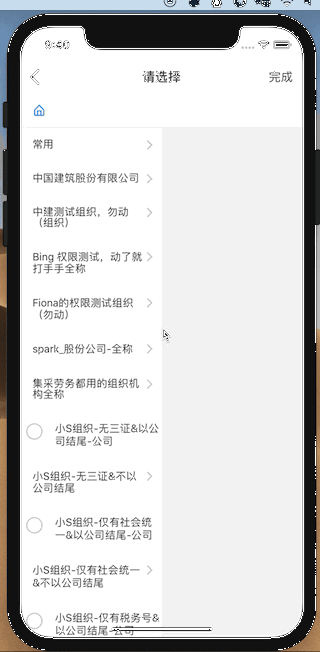 9:40
请选择
完成
常用
中国建筑股份有限公司
中建测试组织，勿动
（组织）
Bing 权限测试，动了就
打手手全称
Fiona的权限测试组织
（勿动）
spark_股份公司-全称
集采劳务都用的组织机
构全称
小S组织-无三证&以公
司结尾-公司
小S组织-无三证&不以
公司结尾
小S组织-仅有社会统
一&以公司结尾-公司
小S组织-仅有社会统一
&不以公司结尾
小S组织-仅有税务号&
以公司结尾-公司